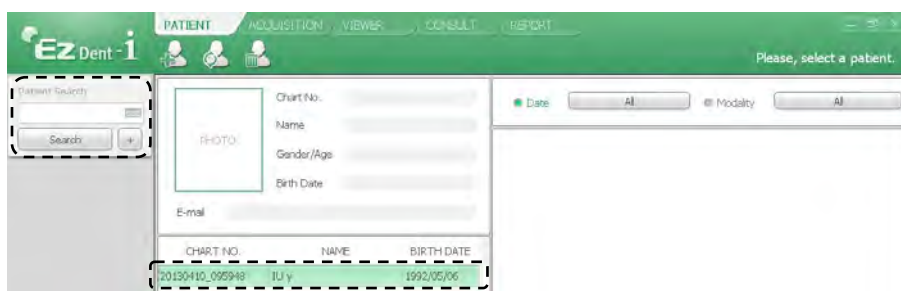 PATIENT ACQUISITION VIEWER CONSULT REPORT
Ez Dent-i
Please, select a patient.
Patient Search
Search +
PHOTO
Chart No.
Name
Gender/Age
Birth Date
E-mail
Date All Modality All
CHART NO. NAME BIRTH DATE
20130410_095948 IU y 1992/05/06